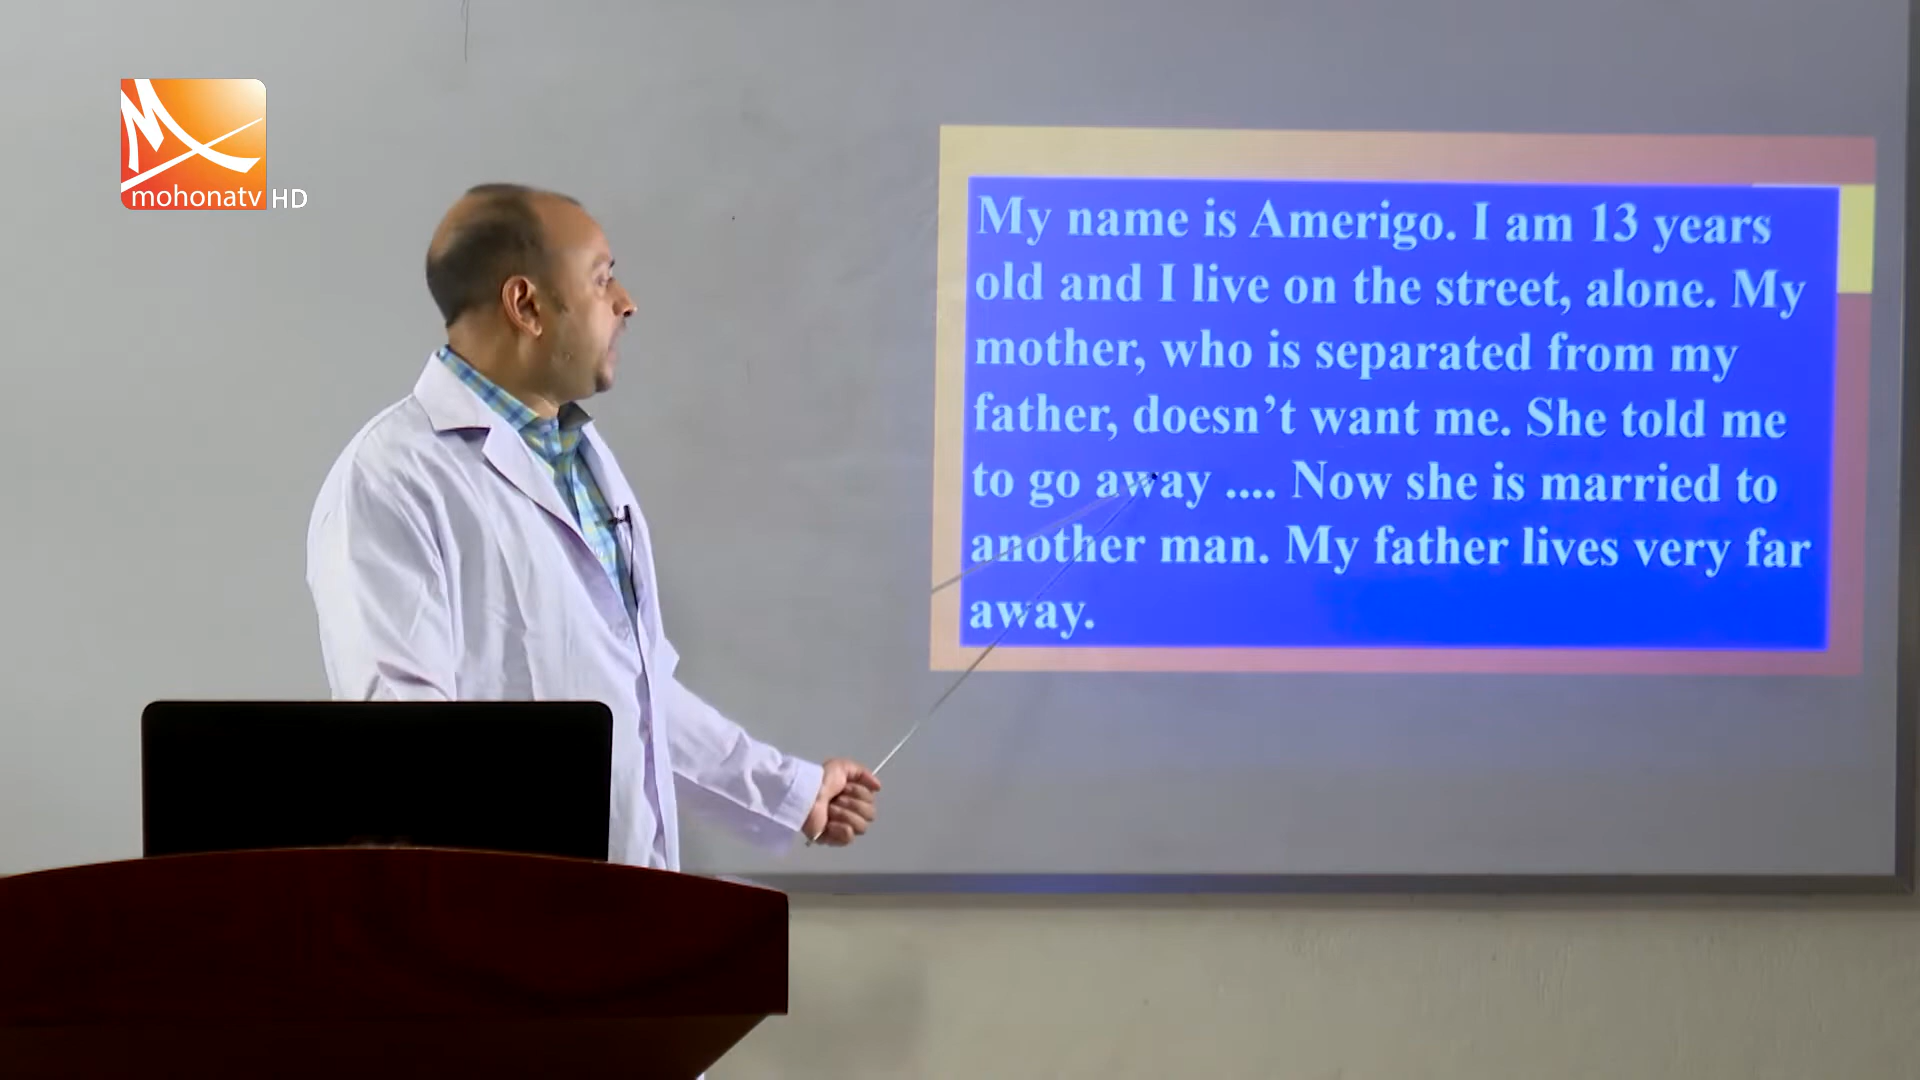 mohonatv HD
My name is Amerigo. I am 13 years
old and I live on the street, alone. My
mother, who is separated from my
father, doesn’t want me. She told me
to go away .... Now she is married to
another man. My father lives very far
away.